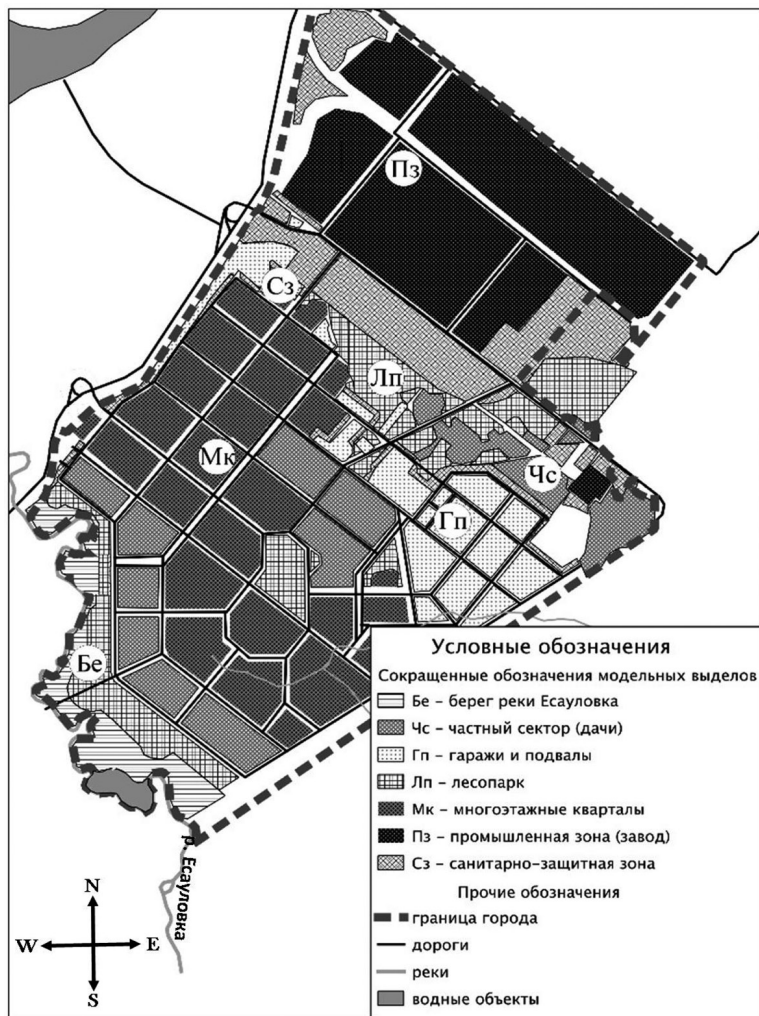 Пз
Сз
Лп
Мк
Чс
Гп
Бе
р. Есауловка
N
W E
S
Условные обозначения
Сокращенные обозначения модельных выделов
Бе – берег реки Есауловка
Чс – частный сектор (дачи)
Гп – гаражи и подвалы
Лп – лесопарк
Мк – многоэтажные кварталы
Пз – промышленная зона (завод)
Сз – санитарно-защитная зона
Прочие обозначения
граница города
дороги
реки
водные объекты